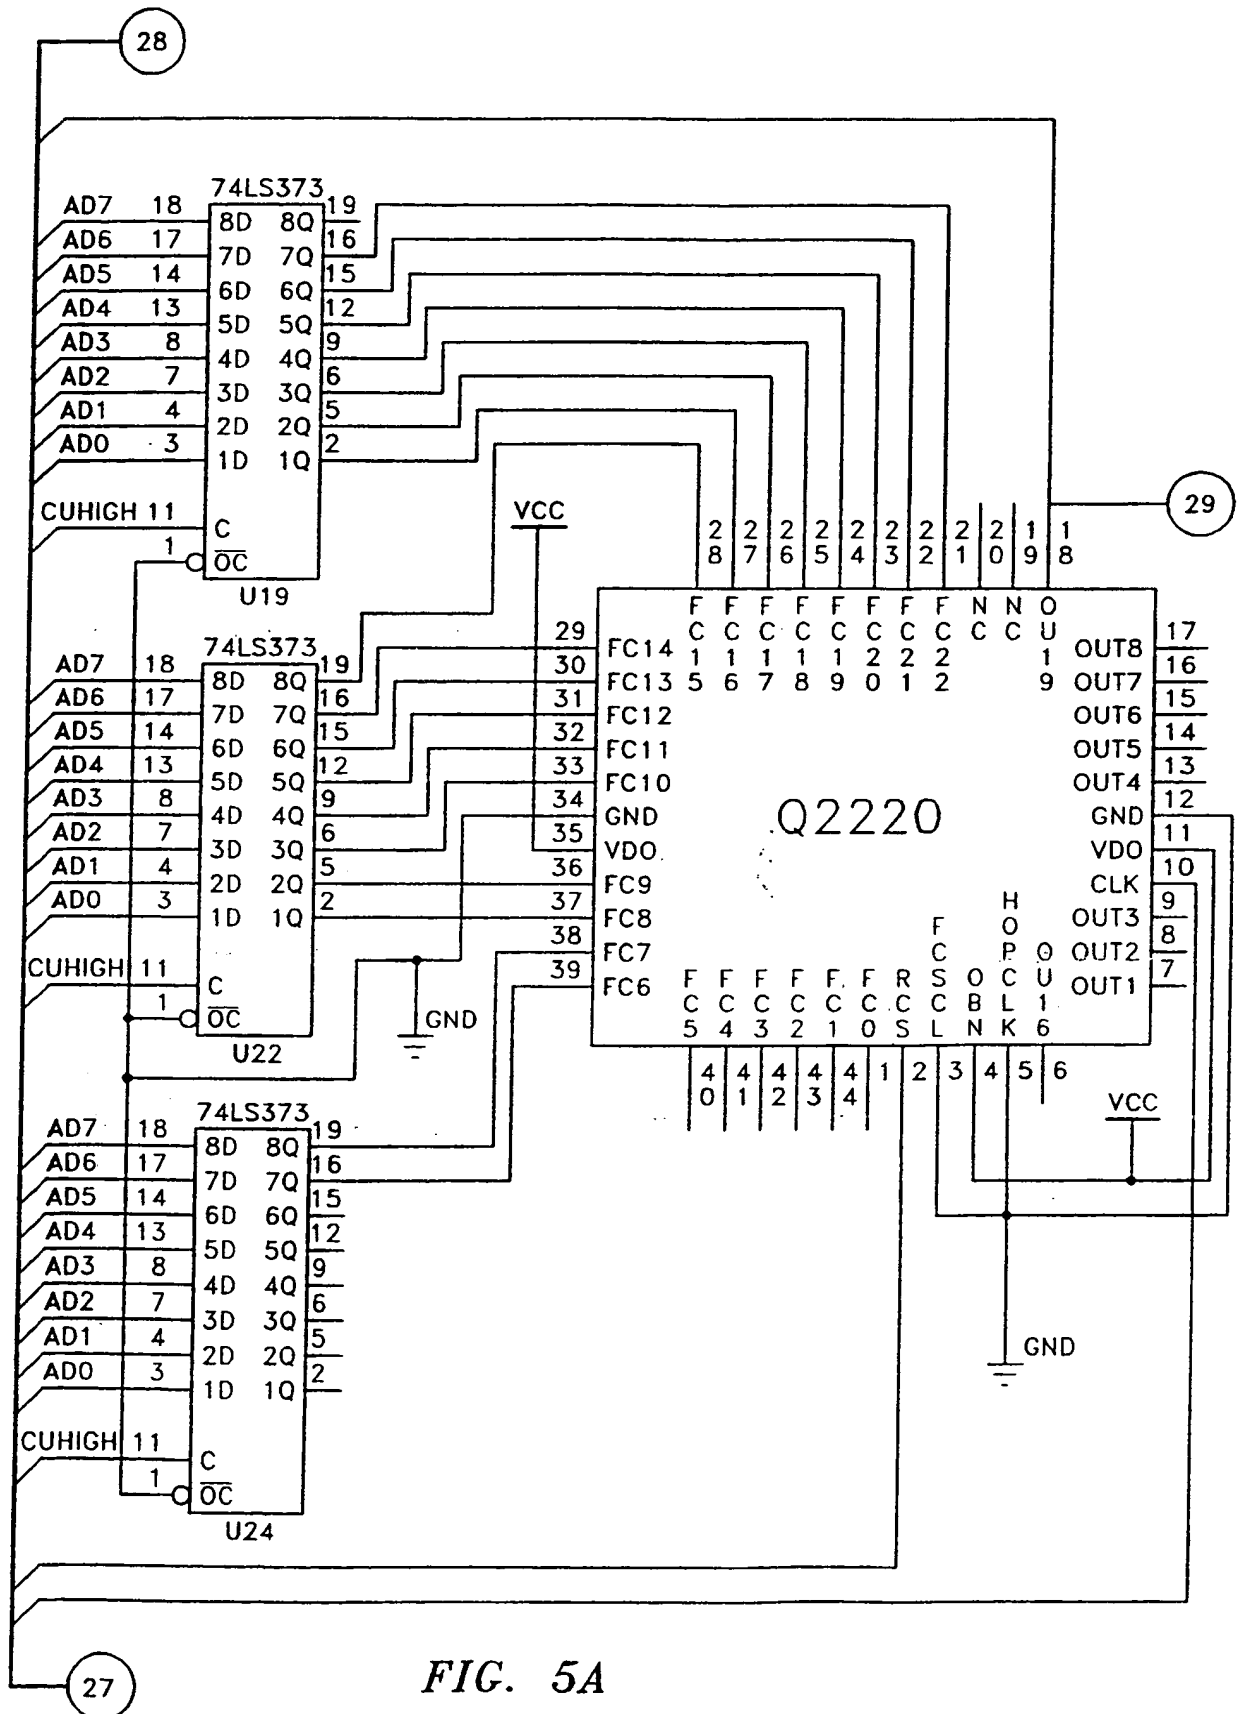 28
74LS373
AD7 18 8D 8Q 19
AD6 17 7D 7Q 16
AD5 14 6D 6Q 15
AD4 13 5D 5Q 12
AD3 8 4D 4Q 9
AD2 7 3D 3Q 6
AD1 4 2D 2Q 5
AD0 3 1D 1Q 2
CUHIGH 11 C
1 OC
U19
VCC
29
28 27 26 25 24 23 22 21 20 19 18
FC15 FC16 FC17 FC18 FC19 FC20 FC21 FC22 NC NC OU19
74LS373
AD7 18 8D 8Q 19
AD6 17 7D 7Q 16
AD5 14 6D 6Q 15
AD4 13 5D 5Q 12
AD3 8 4D 4Q 9
AD2 7 3D 3Q 6
AD1 4 2D 2Q 5
AD0 3 1D 1Q 2
CUHIGH 11 C
1 OC
U22
GND
29 FC14
30 FC13
31 FC12
32 FC11
33 FC10
34 GND
35 VDO
36 FC9
37 FC8
38 FC7
39 FC6
Q2220
OUT8 17
OUT7 16
OUT6 15
OUT5 14
OUT4 13
GND 12
VDO 11
CLK 10
OUT3 9
OUT2 8
OUT1 7
FC5 FC4 FC3 FC2 FC1 FC0 RCS FCSCL OBN HOPCLK OU16
40 41 42 43 44 1 2 3 4 5 6
VCC
GND
74LS373
AD7 18 8D 8Q 19
AD6 17 7D 7Q 16
AD5 14 6D 6Q 15
AD4 13 5D 5Q 12
AD3 8 4D 4Q 9
AD2 7 3D 3Q 6
AD1 4 2D 2Q 5
AD0 3 1D 1Q 2
CUHIGH 11 C
1 OC
U24
27
FIG. 5A